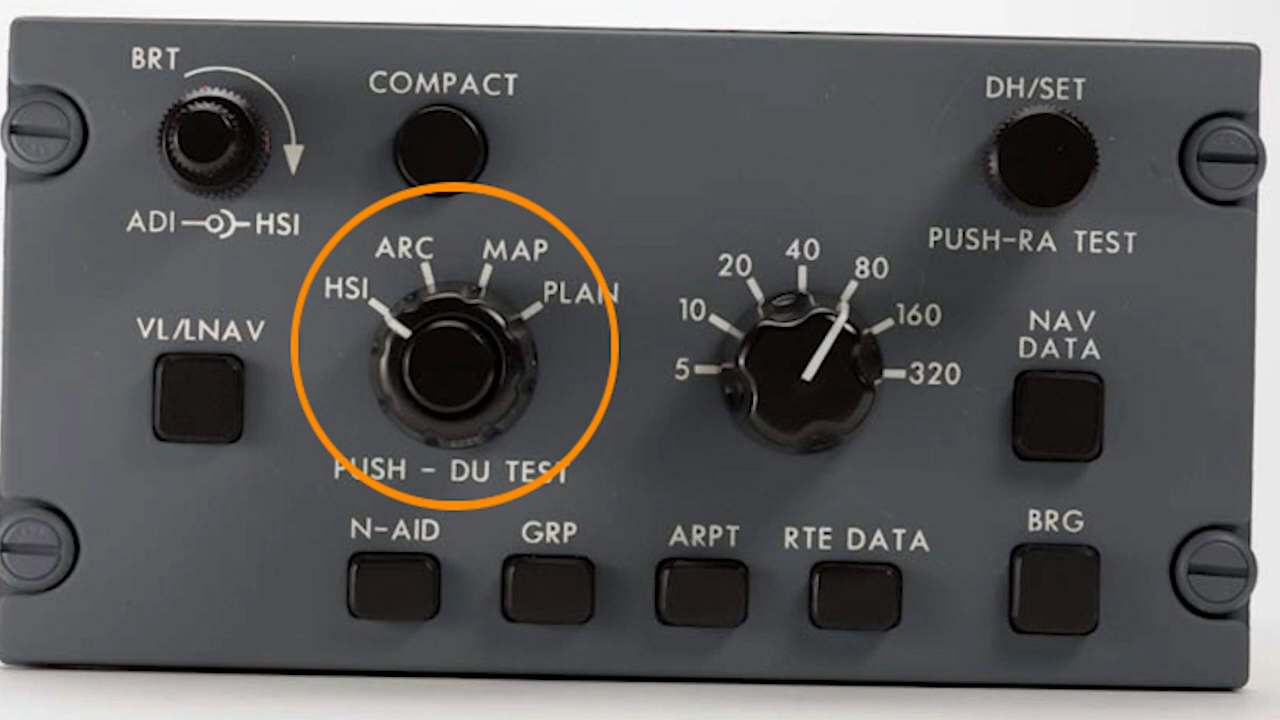 BRT
COMPACT
DH/SET
ADI HSI
PUSH-RA TEST
HSI ARC MAP PLAN
PUSH - DU TEST
5 10 20 40 80 160 320
VL/LNAV
NAV
DATA
N-AID GRP ARPT RTE DATA
BRG